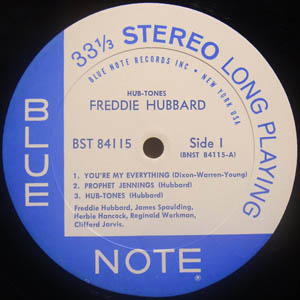 33⅓ STEREO LONG PLAYING
BLUE NOTE RECORDS INC • NEW YORK USA
HUB-TONES
FREDDIE HUBBARD
BST 84115
Side 1
(BNST 84115-A)
1. YOU'RE MY EVERYTHING (Dixon-Warren-Young)
2. PROPHET JENNINGS (Hubbard)
3. HUB-TONES (Hubbard)
Freddie Hubbard, James Spaulding,
Herbie Hancock, Reginald Workman,
Clifford Jarvis.
BLUE
NOTE
®